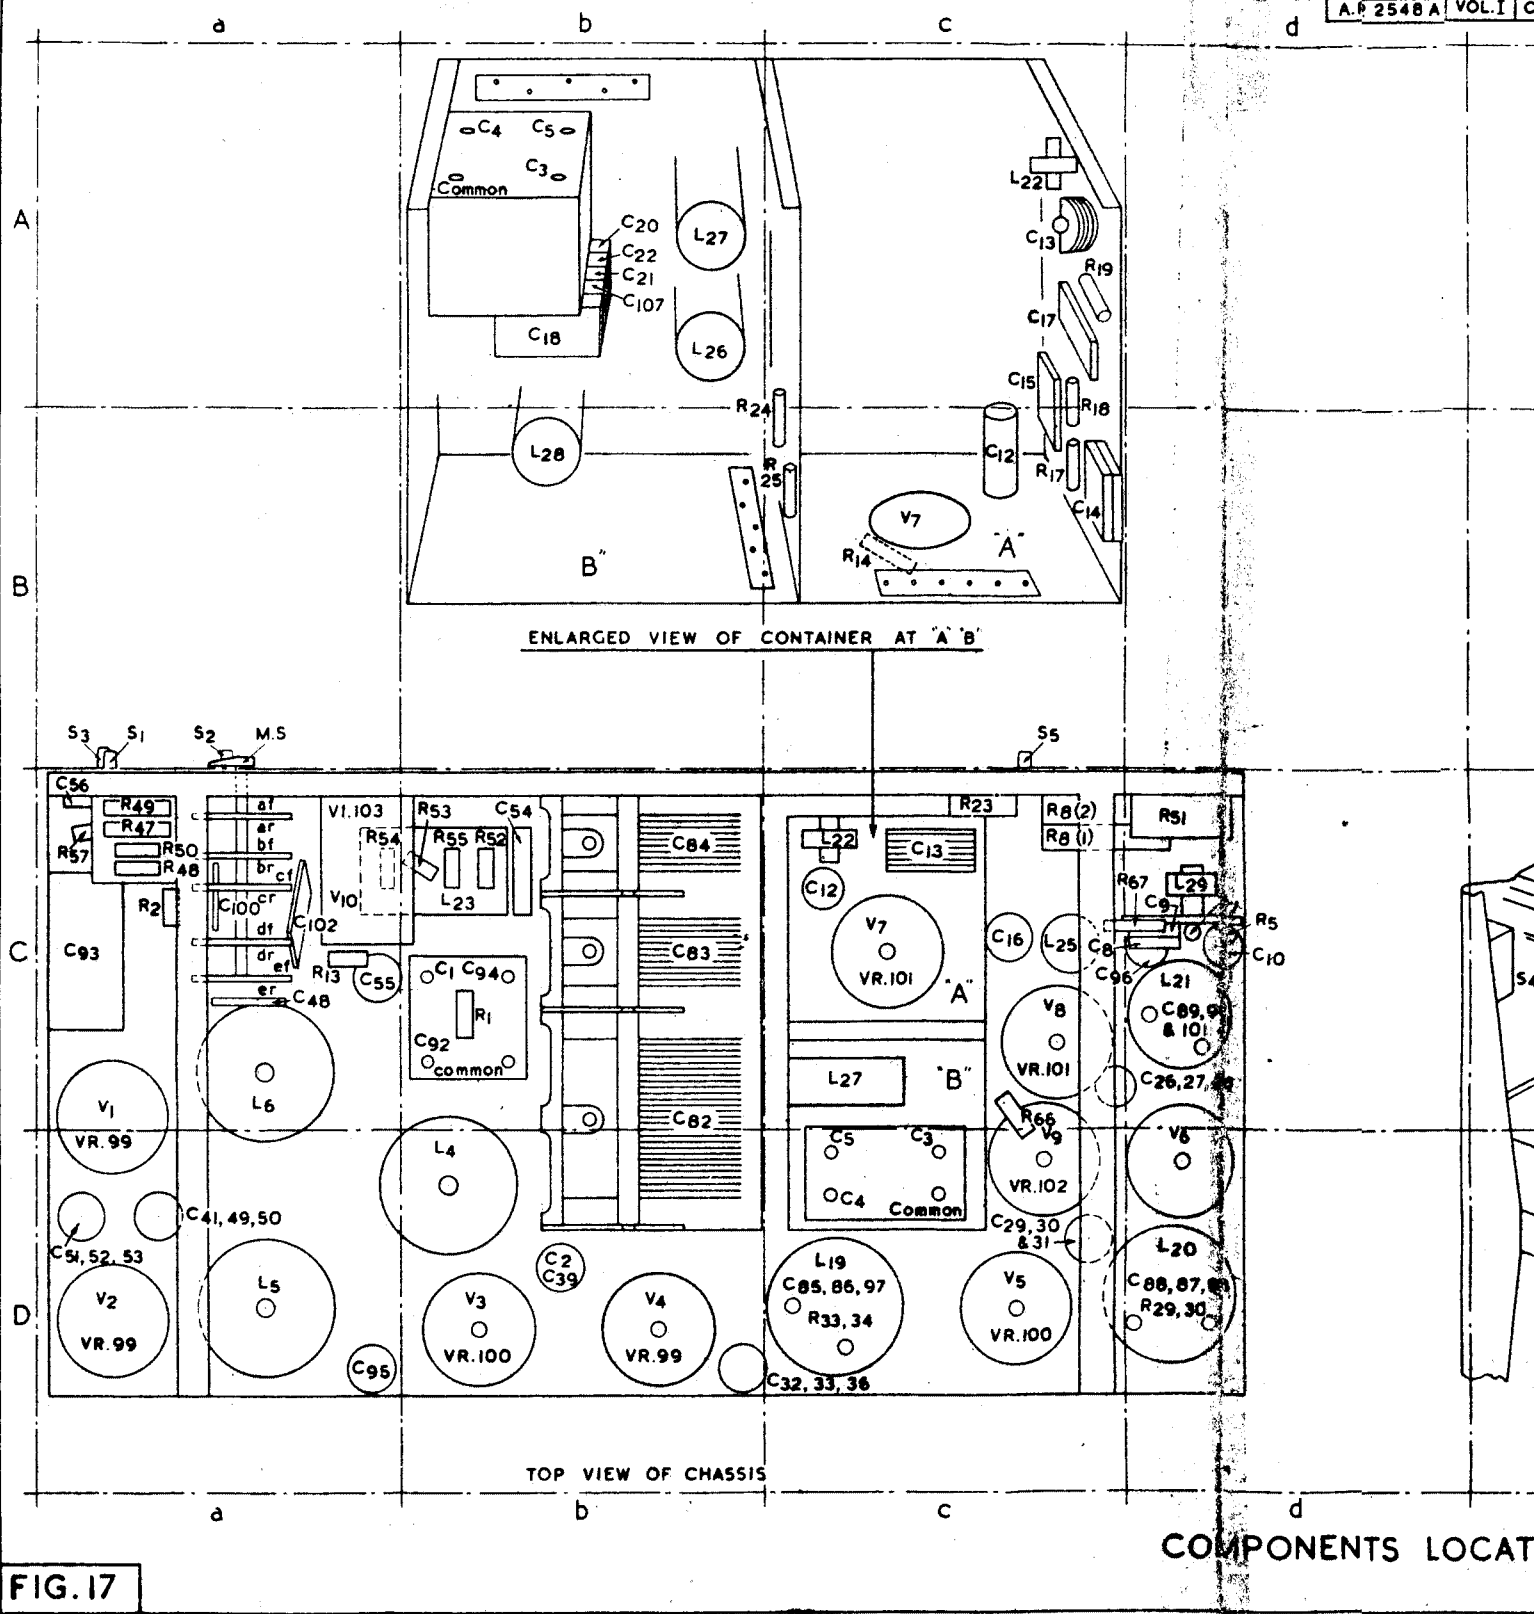 A.P. 2548 A VOL.I
a b c d
A
C4 C5
C3
Common
C20
C22
C21
C107
C18
L27
L26
L28
R24
R25
B"
L22
C13
R19
C17
C15
R18
C12
R17
C14
V7
R14
"A"
B
ENLARGED VIEW OF CONTAINER AT "A" "B"
S3 S1 S2 M.S S5
C56
R49
R47
R50
R48
R57
R2
C93
af
ar
bf
br cf
cr
C100
C102
df
dr
ef
er
C48
V1.103
R54
V10
R53
R55 R52
C54
L23
R13
C55
C1 C94
R1
C92
common
C84
C83
C82
R23
R8(2)
R8(1)
R51
L22
C13
C12
V7
VR.101
"A"
C16
L25
R67
L29
C97
R5
C8
C96
C10
L21
C89,9
& 101
S4
C
V8
VR.101
L27
"B"
C26,27,
R66
V9
VR.102
V6
V1
VR.99
L6
L4
C5 C3
C4
Common
C41,49,50
C51,52,53
C29,30
&31
L20
C88,87,
R29,30
D
V2
VR.99
L5
C95
C2
C39
V3
VR.100
V4
VR.99
C32,33,36
L19
C85,86,97
R33,34
V5
VR.100
TOP VIEW OF CHASSIS
a b c d
COMPONENTS LOCAT
FIG.17